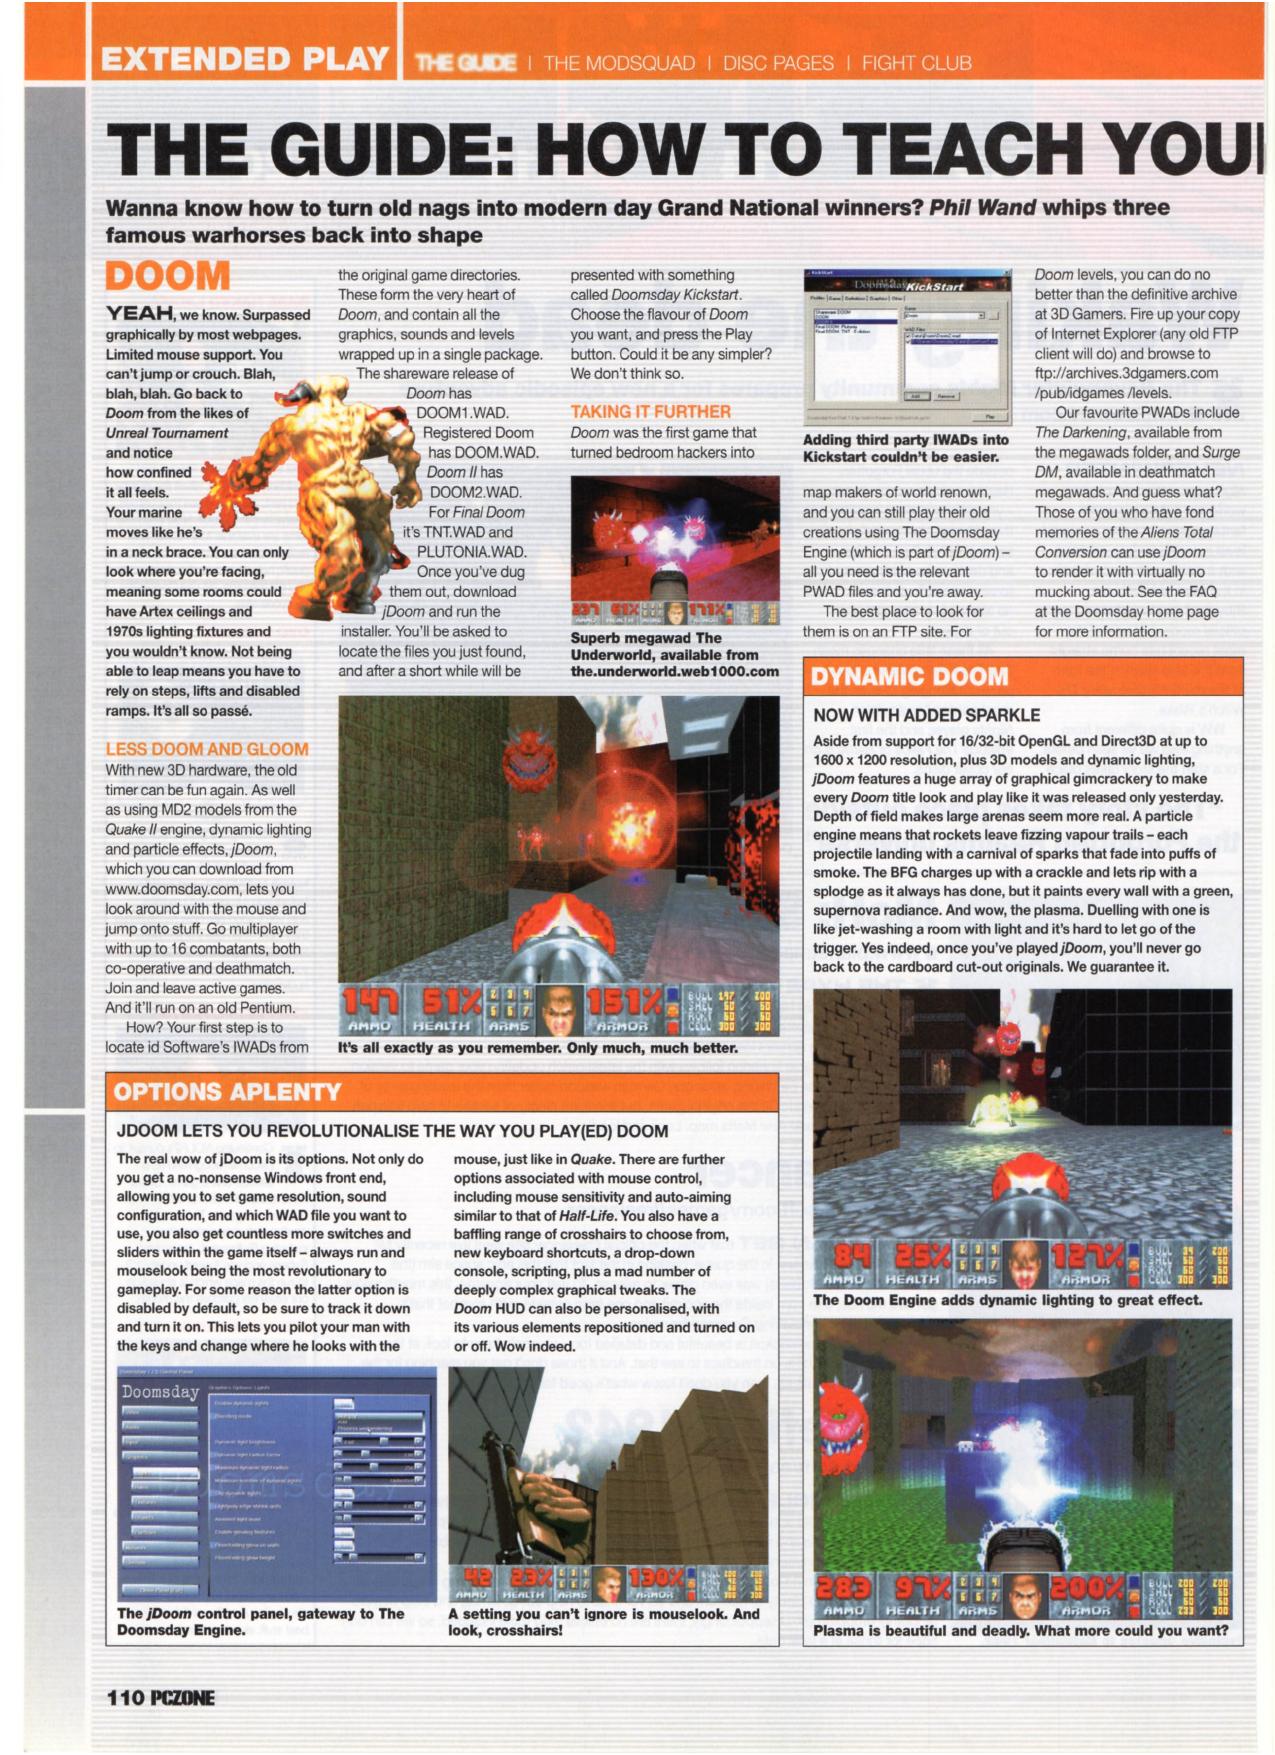 EXTENDED PLAY
THE GUIDE | THE MODSQUAD | DISC PAGES | FIGHT CLUB
THE GUIDE: HOW TO TEACH YOU
Wanna know how to turn old nags into modern day Grand National winners? Phil Wand whips three
famous warhorses back into shape
DOOM
YEAH, we know. Surpassed
graphically by most webpages.
Limited mouse support. You
can't jump or crouch. Blah,
blah, blah. Go back to
Doom from the likes of
Unreal Tournament
and notice
how confined
it all feels.
Your marine
moves like he's
in a neck brace. You can only
look where you're facing,
meaning some rooms could
have Artex ceilings and
1970s lighting fixtures and
you wouldn't know. Not being
able to leap means you have to
rely on steps, lifts and disabled
ramps. It's all so passé.
LESS DOOM AND GLOOM
With new 3D hardware, the old
timer can be fun again. As well
as using MD2 models from the
Quake II engine, dynamic lighting
and particle effects, jDoom,
which you can download from
www.doomsday.com, lets you
look around with the mouse and
jump onto stuff. Go multiplayer
with up to 16 combatants, both
co-operative and deathmatch.
Join and leave active games.
And it'll run on an old Pentium.
How? Your first step is to
locate id Software's IWADs from
the original game directories.
These form the very heart of
Doom, and contain all the
graphics, sounds and levels
wrapped up in a single package.
The shareware release of
Doom has
DOOM1.WAD.
Registered Doom
has DOOM.WAD.
Doom II has
DOOM2.WAD.
For Final Doom
it's TNT.WAD and
PLUTONIA.WAD.
Once you've dug
them out, download
jDoom and run the
installer. You'll be asked to
locate the files you just found,
and after a short while will be
presented with something
called Doomsday Kickstart.
Choose the flavour of Doom
you want, and press the Play
button. Could it be any simpler?
We don't think so.
TAKING IT FURTHER
Doom was the first game that
turned bedroom hackers into
237 61% 171%
AMMO HEALTH ARMOR
Superb megawad The
Underworld, available from
the.underworld.web1000.com
KickStart
Doomsday KickStart
Adding third party IWADs into
Kickstart couldn't be easier.
map makers of world renown,
and you can still play their old
creations using The Doomsday
Engine (which is part of jDoom) –
all you need is the relevant
PWAD files and you're away.
The best place to look for
them is on an FTP site. For
Doom levels, you can do no
better than the definitive archive
at 3D Gamers. Fire up your copy
of Internet Explorer (any old FTP
client will do) and browse to
ftp://archives.3dgamers.com
/pub/idgames /levels.
Our favourite PWADs include
The Darkening, available from
the megawads folder, and Surge
DM, available in deathmatch
megawads. And guess what?
Those of you who have fond
memories of the Aliens Total
Conversion can use jDoom
to render it with virtually no
mucking about. See the FAQ
at the Doomsday home page
for more information.
147 51% 151%
AMMO HEALTH ARMS ARMOR
It's all exactly as you remember. Only much, much better.
OPTIONS APLENTY
JDOOM LETS YOU REVOLUTIONALISE THE WAY YOU PLAY(ED) DOOM
The real wow of jDoom is its options. Not only do
you get a no-nonsense Windows front end,
allowing you to set game resolution, sound
configuration, and which WAD file you want to
use, you also get countless more switches and
sliders within the game itself – always run and
mouselook being the most revolutionary to
gameplay. For some reason the latter option is
disabled by default, so be sure to track it down
and turn it on. This lets you pilot your man with
the keys and change where he looks with the
mouse, just like in Quake. There are further
options associated with mouse control,
including mouse sensitivity and auto-aiming
similar to that of Half-Life. You also have a
baffling range of crosshairs to choose from,
new keyboard shortcuts, a drop-down
console, scripting, plus a mad number of
deeply complex graphical tweaks. The
Doom HUD can also be personalised, with
its various elements repositioned and turned on
or off. Wow indeed.
Doomsday
The jDoom control panel, gateway to The
Doomsday Engine.
42 23% 130%
AMMO HEALTH ARMS ARMOR
A setting you can't ignore is mouselook. And
look, crosshairs!
DYNAMIC DOOM
NOW WITH ADDED SPARKLE
Aside from support for 16/32-bit OpenGL and Direct3D at up to
1600 x 1200 resolution, plus 3D models and dynamic lighting,
jDoom features a huge array of graphical gimcrackery to make
every Doom title look and play like it was released only yesterday.
Depth of field makes large arenas seem more real. A particle
engine means that rockets leave fizzing vapour trails – each
projectile landing with a carnival of sparks that fade into puffs of
smoke. The BFG charges up with a crackle and lets rip with a
splodge as it always has done, but it paints every wall with a green,
supernova radiance. And wow, the plasma. Duelling with one is
like jet-washing a room with light and it's hard to let go of the
trigger. Yes indeed, once you've played jDoom, you'll never go
back to the cardboard cut-out originals. We guarantee it.
84 25% 127%
AMMO HEALTH ARMS ARMOR
The Doom Engine adds dynamic lighting to great effect.
283 97% 200%
AMMO HEALTH ARMS ARMOR
Plasma is beautiful and deadly. What more could you want?
110 PCZONE